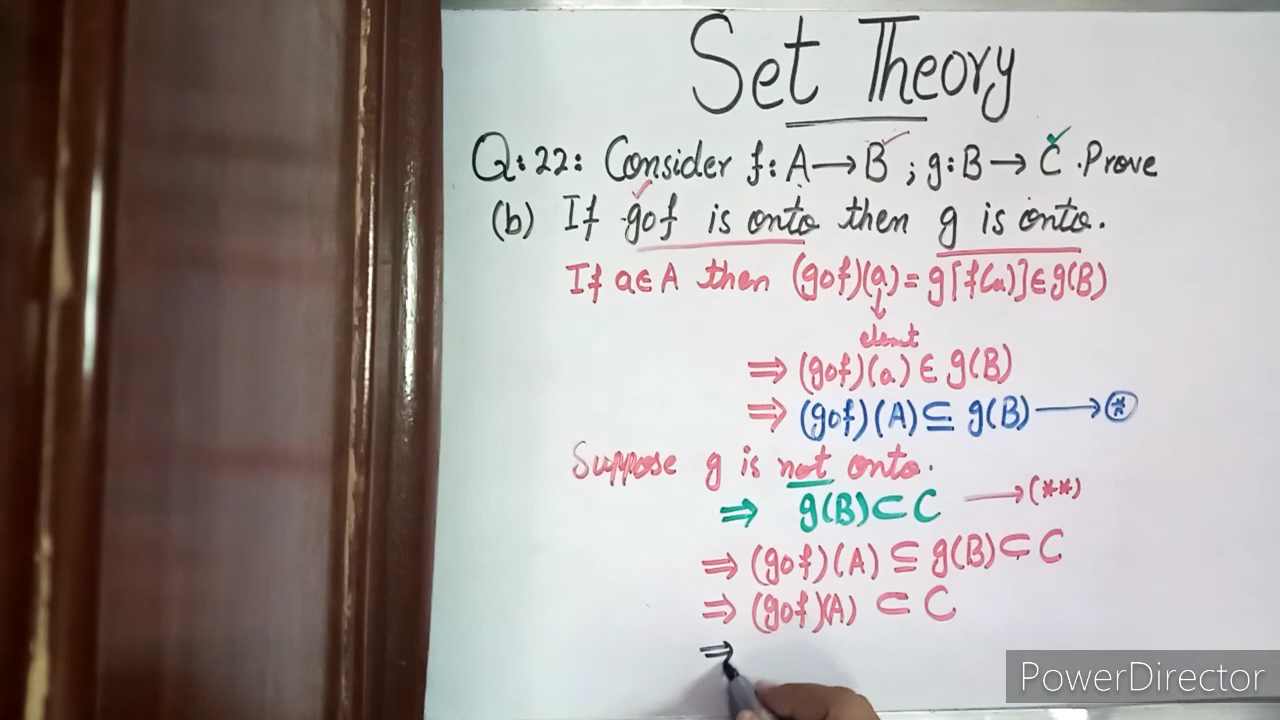 Set Theory
Q:22: Consider f: A → B ; g: B → C . Prove
(b) If gof is onto then g is onto.
If a ∈ A then (gof)(a) = g[f(a)] ∈ g(B)
↓
⇒ (gof)(a) ∈ g(B)
⇒ (gof)(A) ⊆ g(B) ⟶ (*)
Suppose g is not onto.
⇒ g(B) ⊂ C ⟶ (**)
⇒ (gof)(A) ⊆ g(B) ⊂ C
⇒ (gof)(A) ⊂ C
⇒
PowerDirector